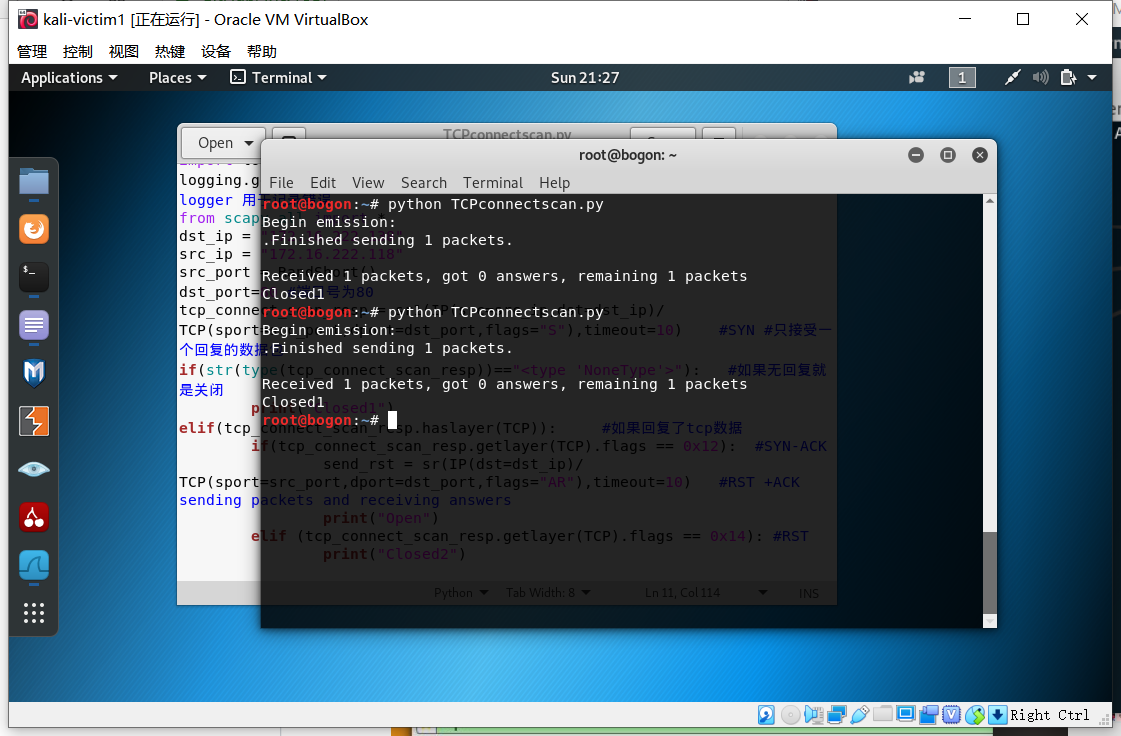 kali-victim1 [正在运行] - Oracle VM VirtualBox
管理 控制 视图 热键 设备 帮助
Applications Places Terminal Sun 21:27 1
Open TCPconnectscan.py
root@bogon: ~
File Edit View Search Terminal Help
root@bogon:~# python TCPconnectscan.py
Begin emission:
.Finished sending 1 packets.
Received 1 packets, got 0 answers, remaining 1 packets
Closed1
root@bogon:~# python TCPconnectscan.py
Begin emission:
.Finished sending 1 packets.
Received 1 packets, got 0 answers, remaining 1 packets
Closed1
root@bogon:~#
import
logging.g
logger 用
from scap
dst_ip =
src_ip = "172.16.222.118"
src_port = RandShort()
dst_port= 号为80
tcp_connect dst_ip)/
TCP(sport= dst_port,flags="S"),timeout=10) #SYN #只接受一
个回复的数据
if(str(type(tcp_connect_scan_resp))=="<type 'NoneType'>"): #如果无回复就
是关闭
print("Closed1")
elif(tcp_connect_scan_resp.haslayer(TCP)): #如果回复了tcp数据
if(tcp_connect_scan_resp.getlayer(TCP).flags == 0x12): #SYN-ACK
send_rst = sr(IP(dst=dst_ip)/
TCP(sport=src_port,dport=dst_port,flags="AR"),timeout=10) #RST +ACK
sending packets and receiving answers
print("Open")
elif (tcp_connect_scan_resp.getlayer(TCP).flags == 0x14): #RST
print("Closed2")
Python Tab Width: 8 Ln 11, Col 114 INS
Right Ctrl